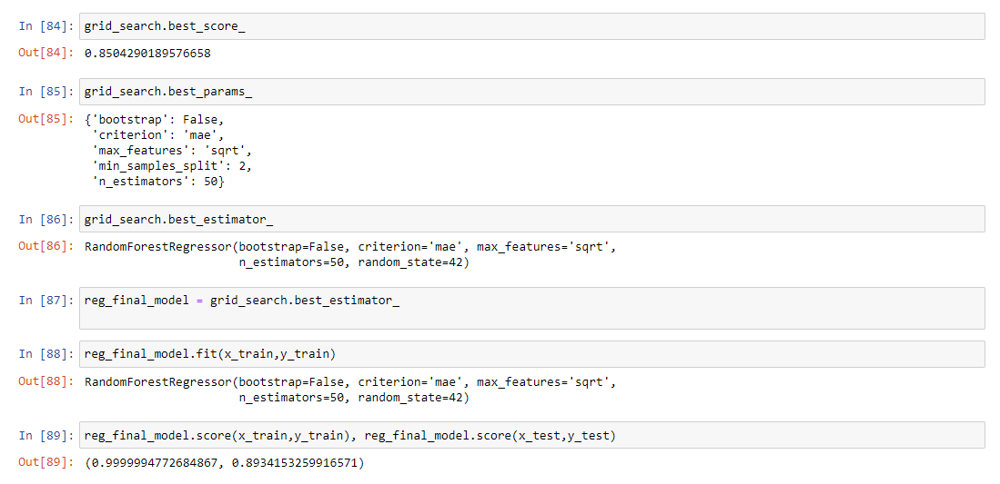 In [84]: grid_search.best_score_
Out[84]: 0.8504290189576658
In [85]: grid_search.best_params_
Out[85]: {'bootstrap': False,
'criterion': 'mae',
'max_features': 'sqrt',
'min_samples_split': 2,
'n_estimators': 50}
In [86]: grid_search.best_estimator_
Out[86]: RandomForestRegressor(bootstrap=False, criterion='mae', max_features='sqrt',
n_estimators=50, random_state=42)
In [87]: reg_final_model = grid_search.best_estimator_
In [88]: reg_final_model.fit(x_train,y_train)
Out[88]: RandomForestRegressor(bootstrap=False, criterion='mae', max_features='sqrt',
n_estimators=50, random_state=42)
In [89]: reg_final_model.score(x_train,y_train), reg_final_model.score(x_test,y_test)
Out[89]: (0.9999994772684867, 0.8934153259916571)